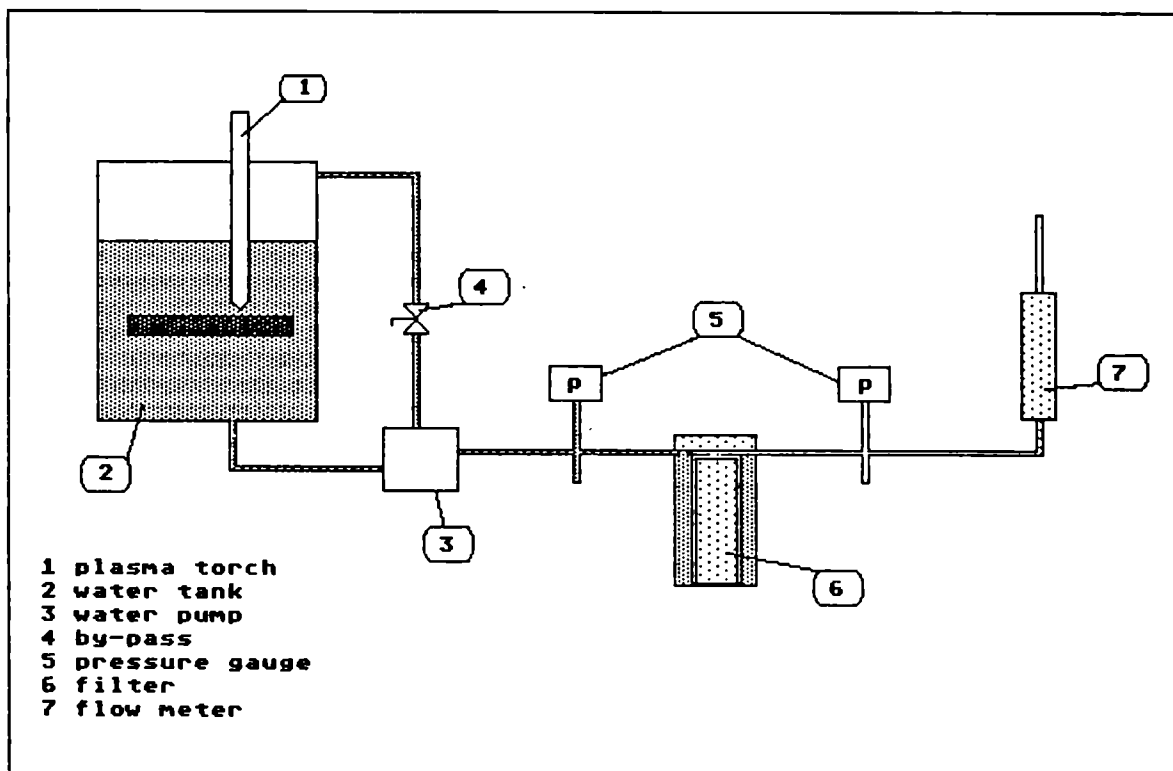 1
4
5
P
P
7
2
3
6
1 plasma torch
2 water tank
3 water pump
4 by-pass
5 pressure gauge
6 filter
7 flow meter